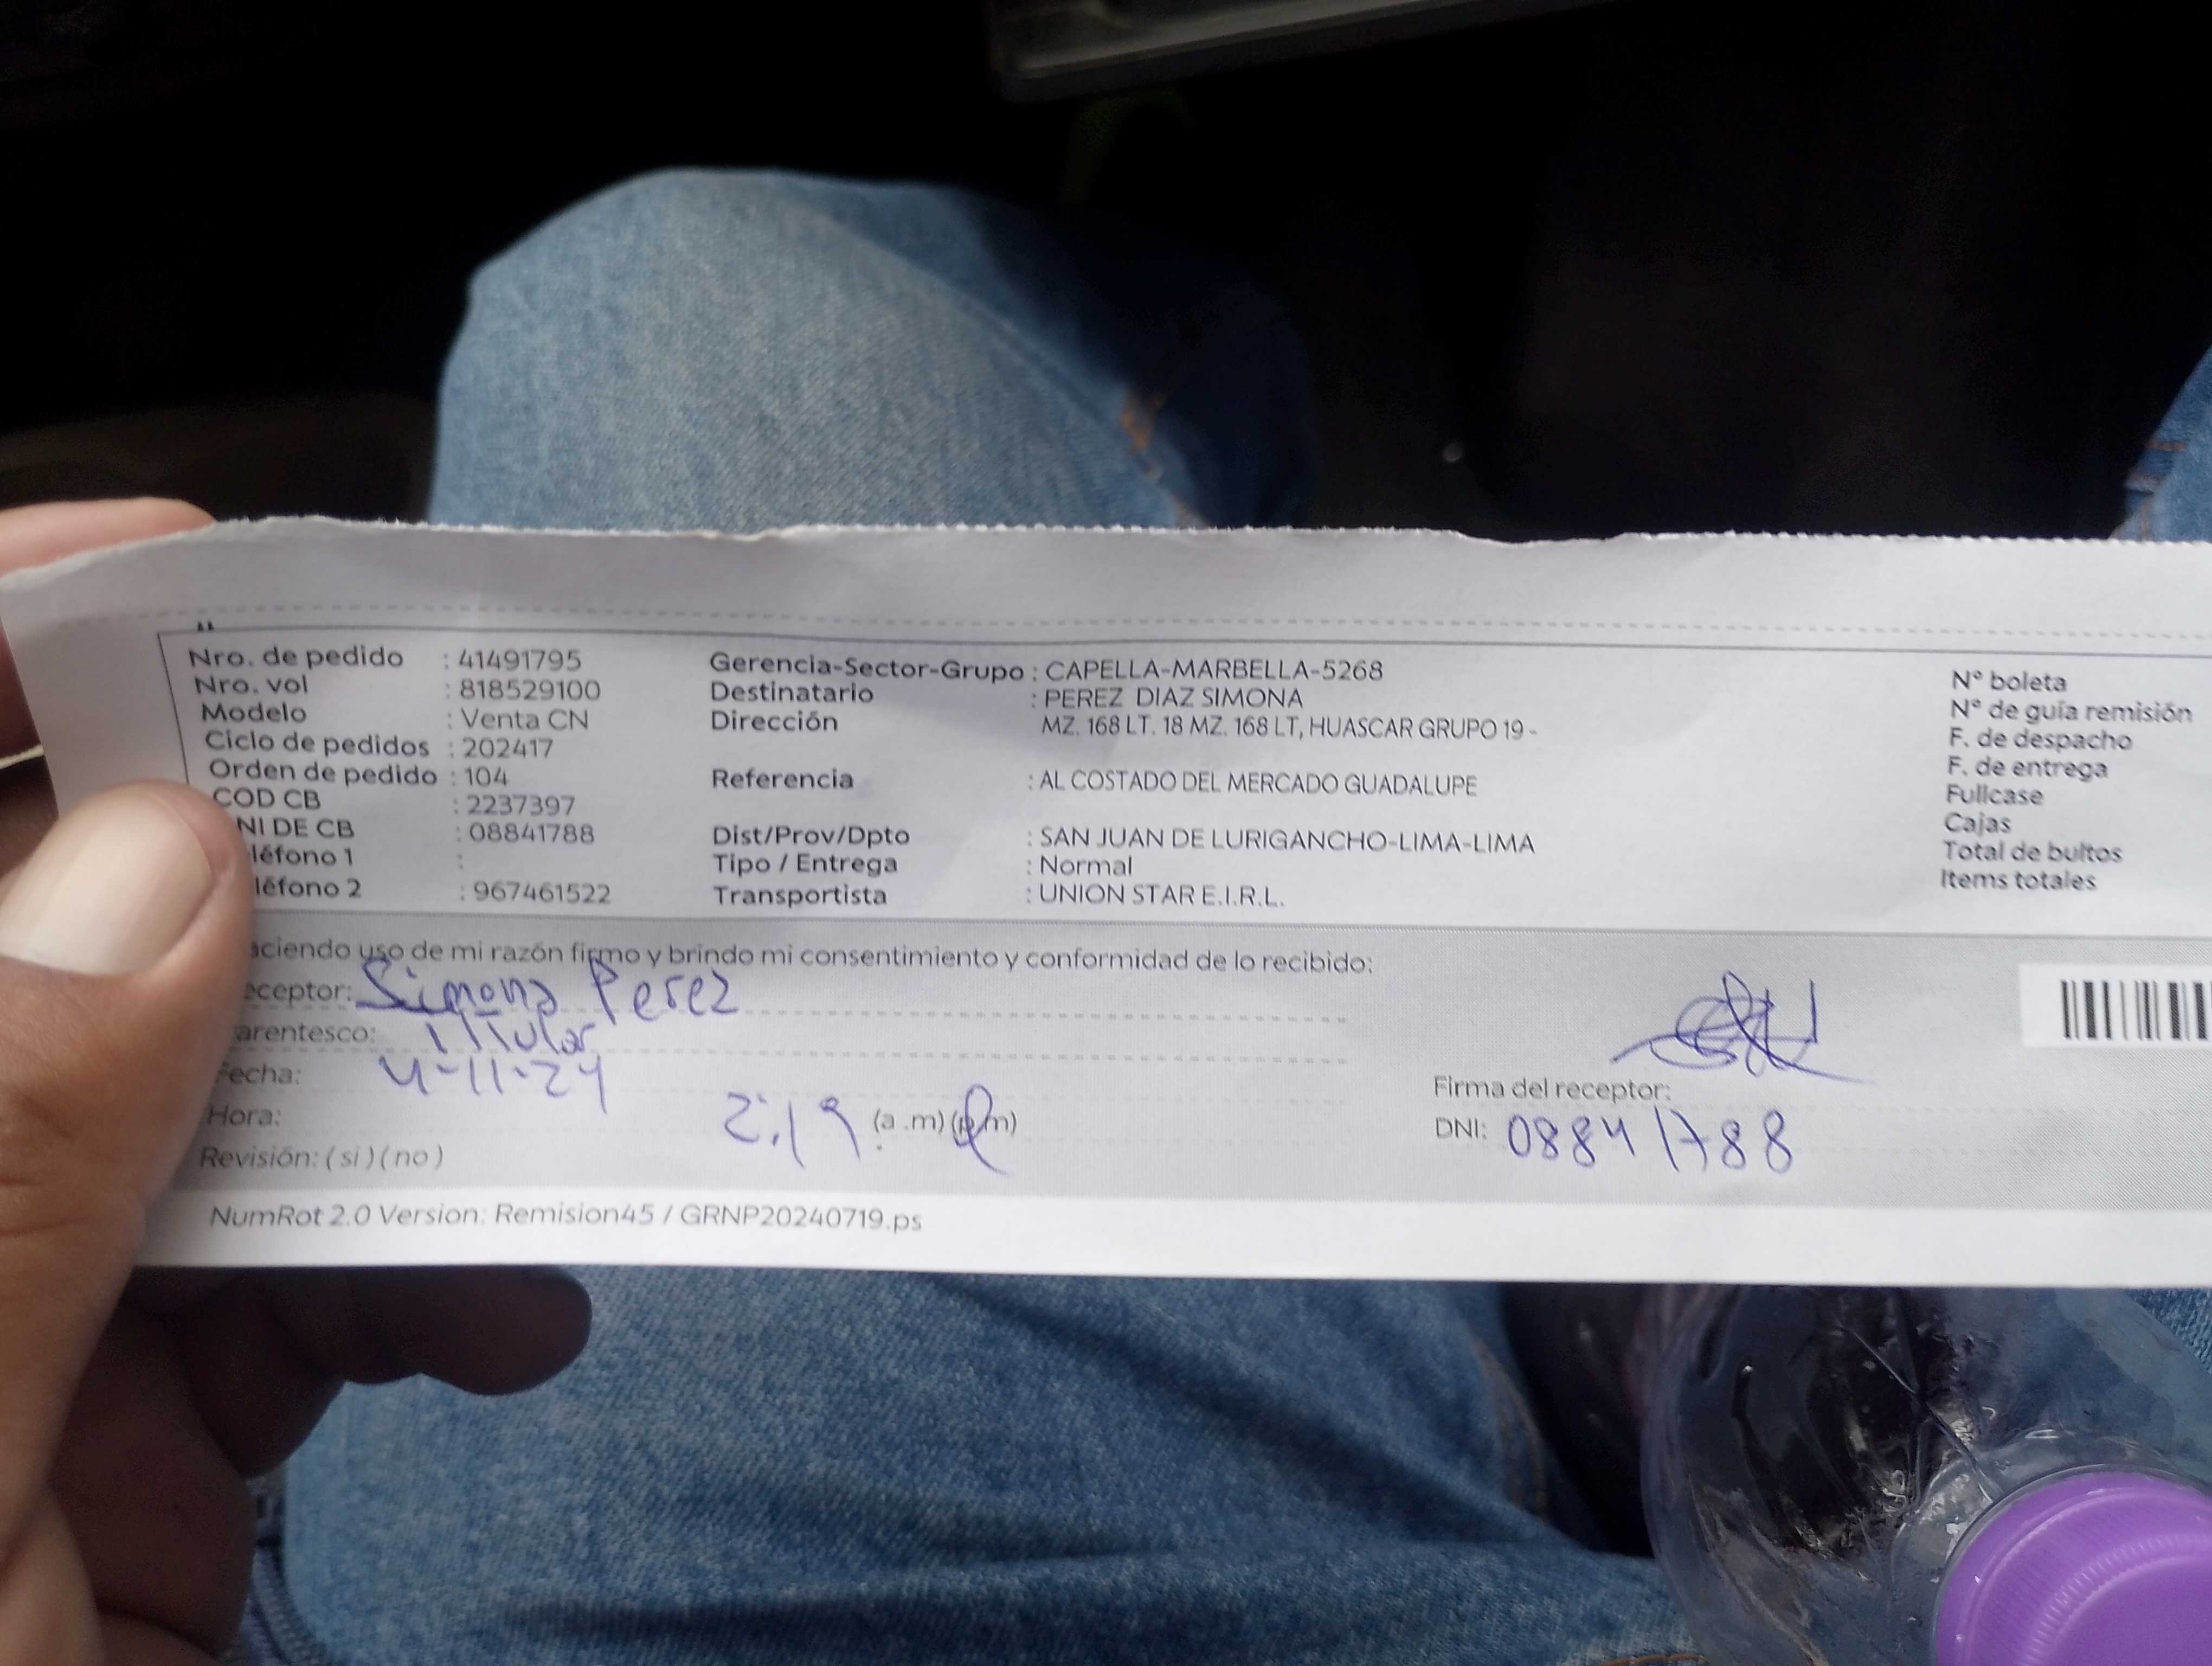 Nro. de pedido : 41491795
Nro. vol : 818529100
Modelo : Venta CN
Ciclo de pedidos : 202417
Orden de pedido : 104
COD CB : 2237397
NI DE CB : 08841788
léfono 1 :
léfono 2 : 967461522
Gerencia-Sector-Grupo : CAPELLA-MARBELLA-5268
Destinatario : PEREZ DIAZ SIMONA
Dirección MZ. 168 LT. 18 MZ. 168 LT, HUASCAR GRUPO 19 -
Referencia : AL COSTADO DEL MERCADO GUADALUPE
Dist/Prov/Dpto : SAN JUAN DE LURIGANCHO-LIMA-LIMA
Tipo / Entrega : Normal
Transportista : UNION STAR E.I.R.L.
N° boleta
N° de guía remisión
F. de despacho
F. de entrega
Fullcase
Cajas
Total de bultos
Items totales
aciendo uso de mi razón firmo y brindo mi consentimiento y conformidad de lo recibido:
eceptor: Simona Perez
arentesco: Titular
Fecha: 4-11-24
Hora: 2:19 (a .m) (p.m)
Revisión: ( si ) ( no )
Firma del receptor:
DNI: 08841788
NumRot 2.0 Version: Remision45 / GRNP20240719.ps